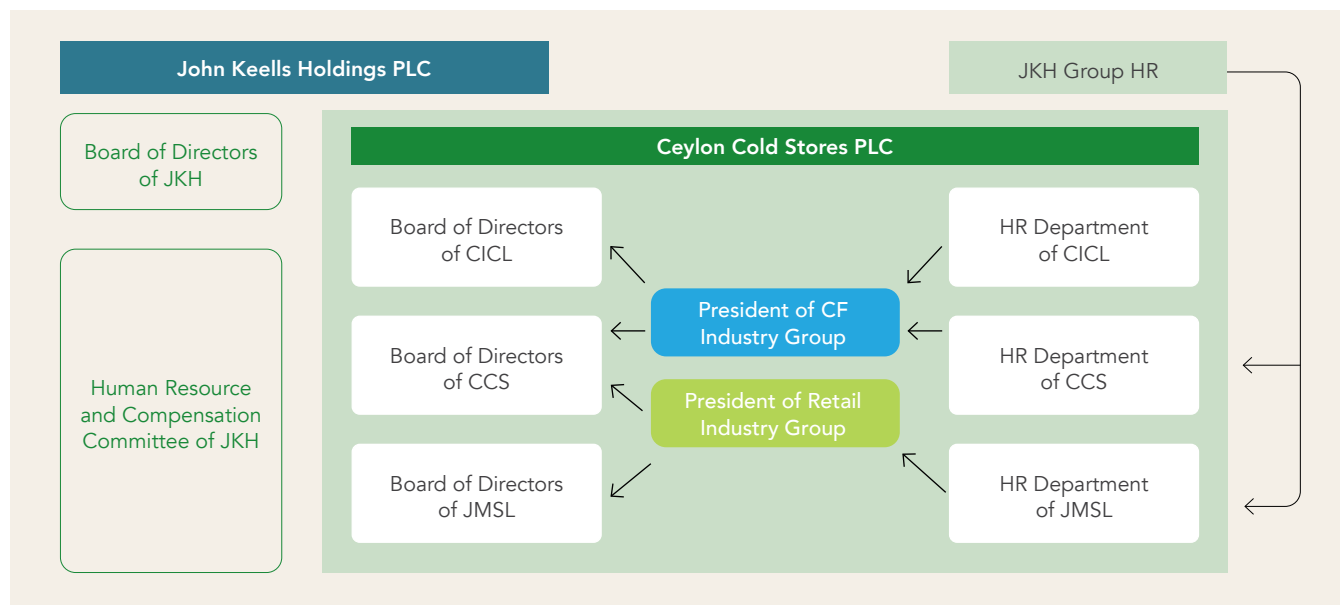 John Keells Holdings PLC
JKH Group HR
Board of Directors
of JKH
Human Resource
and Compensation
Committee of JKH
Ceylon Cold Stores PLC
Board of Directors
of CICL
Board of Directors
of CCS
Board of Directors
of JMSL
President of CF
Industry Group
President of Retail
Industry Group
HR Department
of CICL
HR Department
of CCS
HR Department
of JMSL